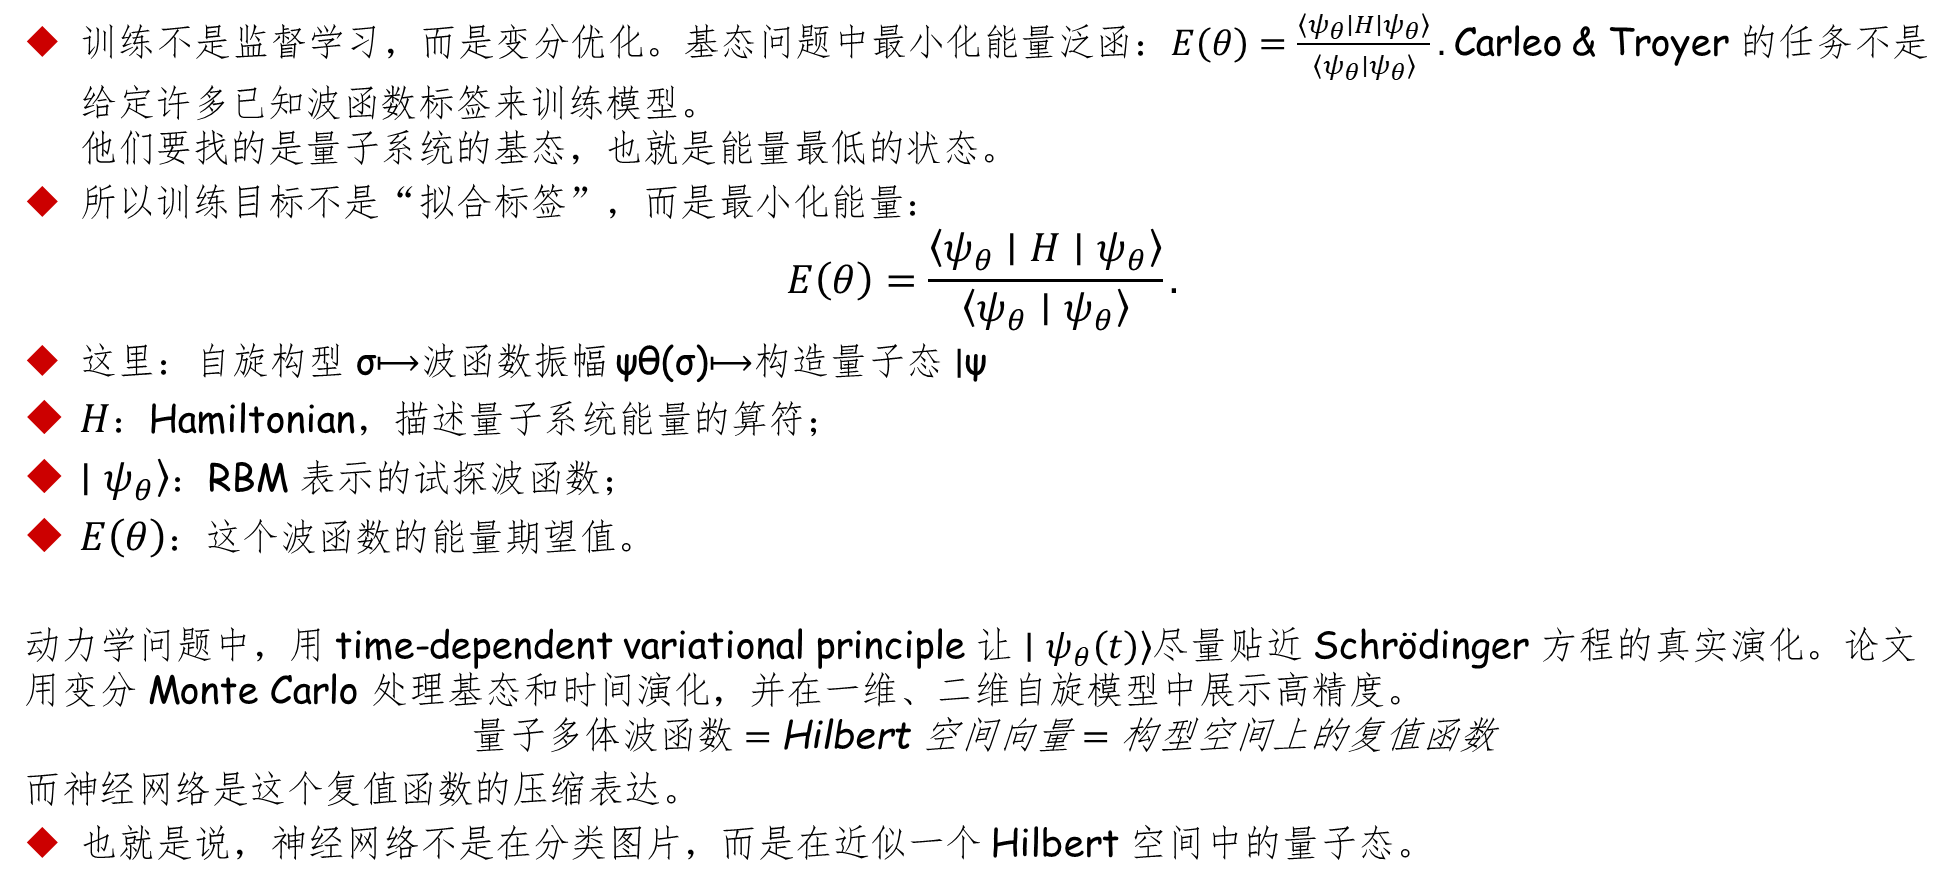 ◆ 训练不是监督学习，而是变分优化。基态问题中最小化能量泛函：E(θ) = ⟨ψ_θ|H|ψ_θ⟩ / ⟨ψ_θ|ψ_θ⟩ . Carleo & Troyer 的任务不是
给定许多已知波函数标签来训练模型。
他们要找的是量子系统的基态，也就是能量最低的状态。
◆ 所以训练目标不是“拟合标签”，而是最小化能量：
E(θ) = ⟨ψ_θ | H | ψ_θ⟩ / ⟨ψ_θ | ψ_θ⟩ .
◆ 这里：自旋构型 σ⟼波函数振幅 ψθ(σ)⟼构造量子态 |ψ
◆ H：Hamiltonian，描述量子系统能量的算符；
◆ | ψ_θ⟩：RBM 表示的试探波函数；
◆ E(θ)：这个波函数的能量期望值。
动力学问题中，用 time-dependent variational principle 让 | ψ_θ(t)⟩尽量贴近 Schrödinger 方程的真实演化。论文
用变分 Monte Carlo 处理基态和时间演化，并在一维、二维自旋模型中展示高精度。
量子多体波函数 = Hilbert 空间向量 = 构型空间上的复值函数
而神经网络是这个复值函数的压缩表达。
◆ 也就是说，神经网络不是在分类图片，而是在近似一个 Hilbert 空间中的量子态。